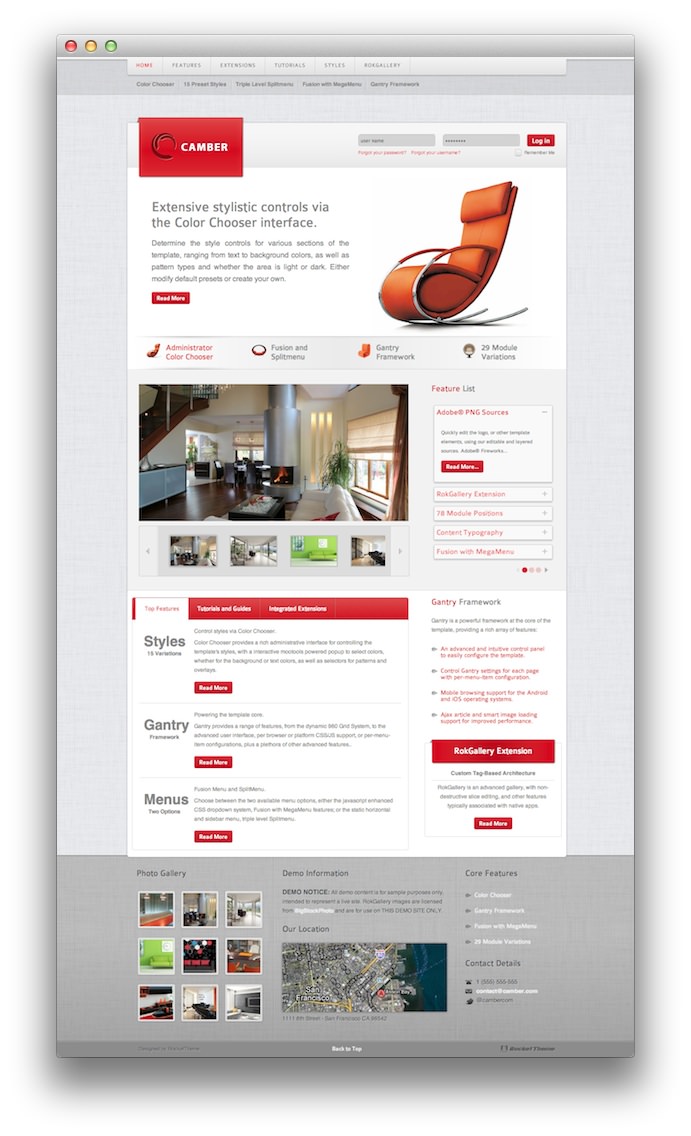 HOME FEATURES EXTENSIONS TUTORIALS STYLES ROKGALLERY
Color Chooser 15 Preset Styles Triple Level Splitmenu Fusion with MegaMenu Gantry Framework
CAMBER
user name ******** Log in
Forgot your password? Forgot your username? Remember Me
Extensive stylistic controls via
the Color Chooser interface.
Determine the style controls for various sections of the
template, ranging from text to background colors, as well as
pattern types and whether the area is light or dark. Either
modify default presets or create your own.
Read More
Administrator
Color Chooser
Fusion and
Splitmenu
Gantry
Framework
29 Module
Variations
Feature List
Adobe® PNG Sources
Quickly edit the logo, or other template
elements, using our editable and layered
sources. Adobe® Fireworks...
Read More...
RokGallery Extension
78 Module Positions
Content Typography
Fusion with MegaMenu
Top Features Tutorials and Guides Integrated Extensions
Styles
15 Variations
Control styles via Color Chooser.
Color Chooser provides a rich administrative interface for controlling the
template's styles, with a interactive mootools powered popup to select colors,
whether for the background or text colors, as well as selectors for patterns and
overlays.
Read More
Gantry
Framework
Powering the template core.
Gantry provides a range of features, from the dynamic 960 Grid System, to the
advanced user interface, per browser or platform CSS/JS support, or per-menu-
item configurations, plus a plethora of other advanced features..
Read More
Menus
Two Options
Fusion Menu and SplitMenu.
Choose between the two available menu options, either the javascript enhanced
CSS dropdown system, Fusion with MegaMenu features; or the static horizontal
and sidebar menu, triple level Splitmenu.
Read More
Gantry Framework
Gantry is a powerful framework at the core of the
template, providing a rich array of features:
An advanced and intuitive control panel
to easily configure the template.
Control Gantry settings for each page
with per-menu-item configuration.
Mobile browsing support for the Android
and iOS operating systems.
Ajax article and smart image loading
support for improved performance.
RokGallery Extension
Custom Tag-Based Architecture
RokGallery is an advanced gallery, with non-
destructive slice editing, and other features
typically associated with native apps.
Read More
Photo Gallery
Demo Information
DEMO NOTICE: All demo content is for sample purposes only,
intended to represent a live site. RokGallery images are licensed
from BigStockPhoto and are for use on THIS DEMO SITE ONLY.
Our Location
San
Francisco
1111 6th Street - San Francisco CA 96542
Core Features
Color Chooser
Gantry Framework
Fusion with MegaMenu
29 Module Variations
Contact Details
1 (555) 555-555
contact@camber.com
@cambercom
Designed by RocketTheme Back to Top RocketTheme